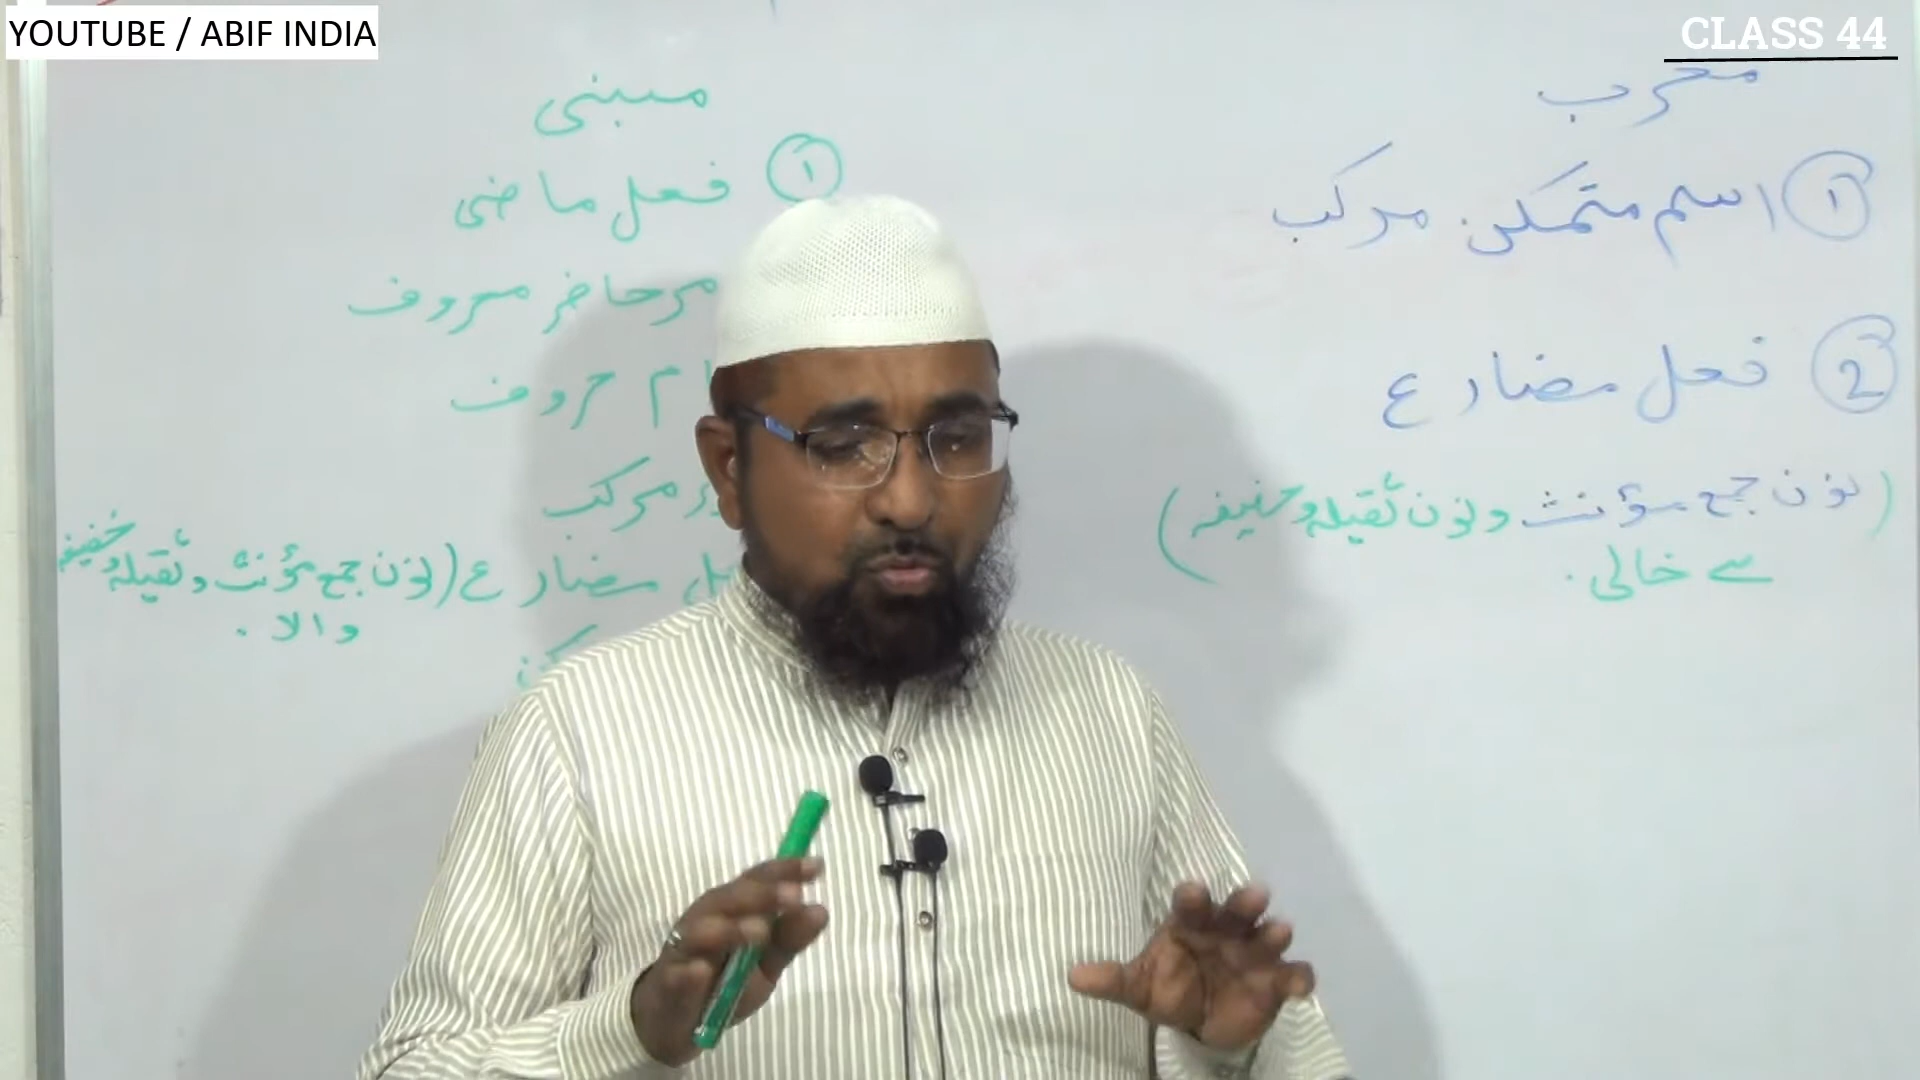 YOUTUBE / ABIF INDIA
CLASS 44
معرب
① اسم متمکن مرکب
② فعل مضارع
(نون جمع مؤنث و نون ثقیلہ و خفیفہ)
سے خالی۔
مبنی
① فعل ماضی
حاضر معروف
حروف
مرکب
مضارع (نون جمع مؤنث و ثقیلہ و خفیفہ
والا۔